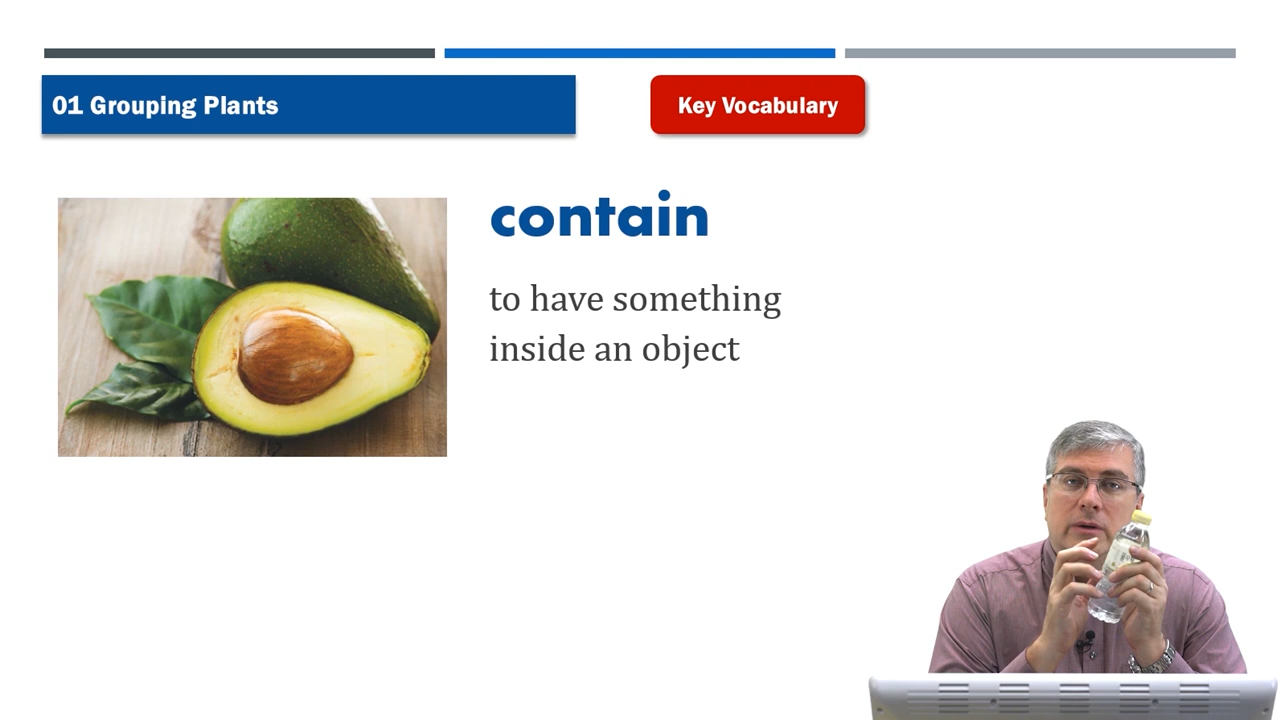 01 Grouping Plants
Key Vocabulary
contain
to have something
inside an object